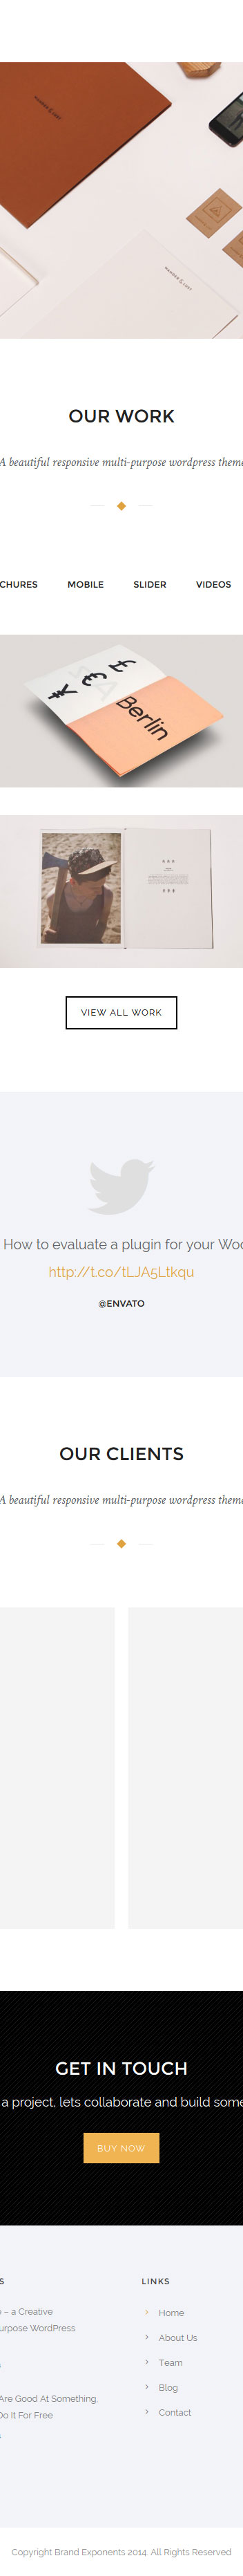 OUR WORK
A beautiful responsive multi-purpose wordpress theme
CHURES MOBILE SLIDER VIDEOS
¥ € £
Berlin
VIEW ALL WORK
How to evaluate a plugin for your Woo
http://t.co/tLJA5Ltkqu
@ENVATO
OUR CLIENTS
A beautiful responsive multi-purpose wordpress theme
GET IN TOUCH
a project, lets collaborate and build some
BUY NOW
S
– a Creative
urpose WordPress
Are Good At Something,
Do It For Free
LINKS
Home
About Us
Team
Blog
Contact
Copyright Brand Exponents 2014. All Rights Reserved